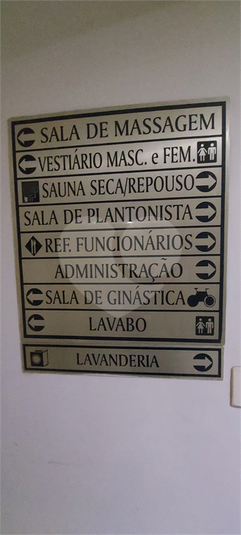 SALA DE MASSAGEM
VESTIÁRIO MASC. e FEM.
SAUNA SECA/REPOUSO
SALA DE PLANTONISTA
REF. FUNCIONÁRIOS
ADMINISTRAÇÃO
SALA DE GINÁSTICA
LAVABO
LAVANDERIA